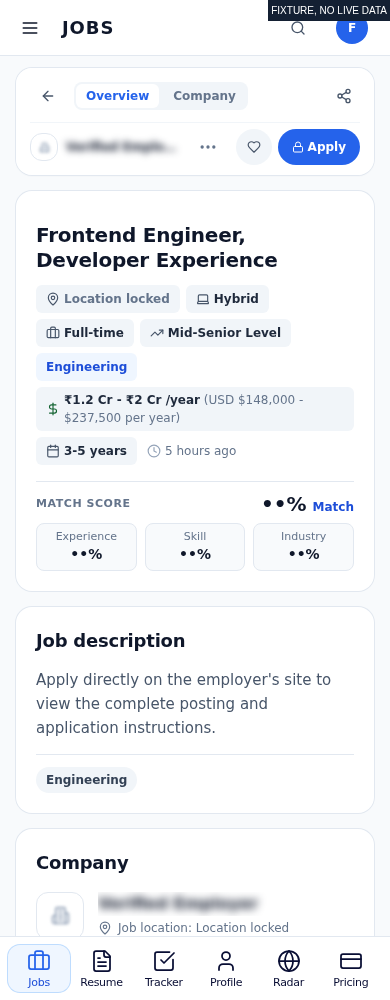 FIXTURE, NO LIVE DATA
JOBS
F
Overview
Company
Apply
Frontend Engineer,
Developer Experience
Location locked
Hybrid
Full-time
Mid-Senior Level
Engineering
₹1.2 Cr - ₹2 Cr /year (USD $148,000 -
$237,500 per year)
3-5 years
5 hours ago
MATCH SCORE
••% Match
Experience
••%
Skill
••%
Industry
••%
Job description
Apply directly on the employer's site to
view the complete posting and
application instructions.
Engineering
Company
Verified Employer
Job location: Location locked
Jobs
Resume
Tracker
Profile
Radar
Pricing